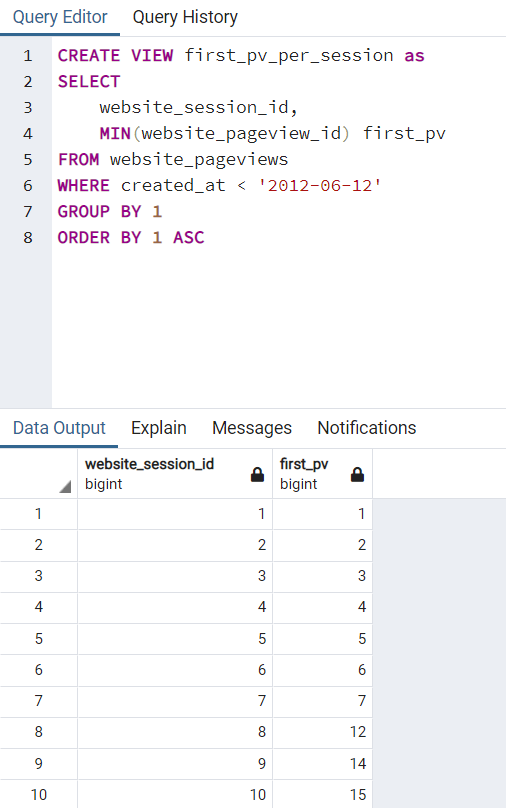 Query Editor Query History
1 CREATE VIEW first_pv_per_session as
2 SELECT
3 website_session_id,
4 MIN(website_pageview_id) first_pv
5 FROM website_pageviews
6 WHERE created_at < '2012-06-12'
7 GROUP BY 1
8 ORDER BY 1 ASC
Data Output Explain Messages Notifications
website_session_id first_pv
bigint bigint
1 1 1
2 2 2
3 3 3
4 4 4
5 5 5
6 6 6
7 7 7
8 8 12
9 9 14
10 10 15